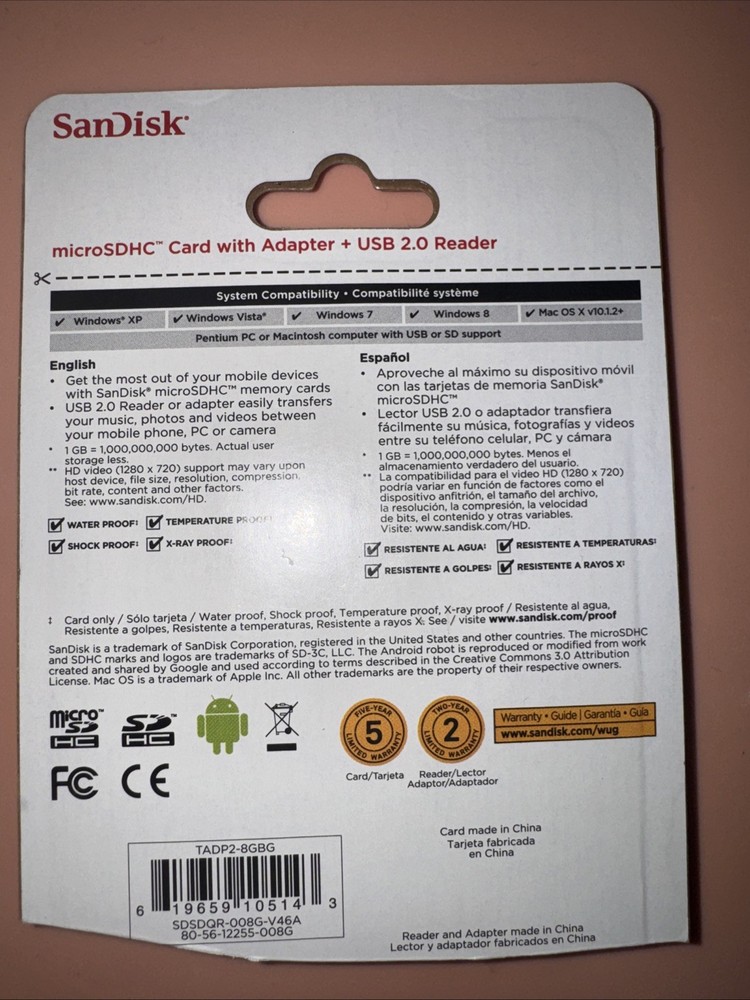 SanDisk®
microSDHC™ Card with Adapter + USB 2.0 Reader
System Compatibility • Compatibilité système
✓ Windows® XP ✓ Windows Vista® ✓ Windows 7 ✓ Windows 8 ✓ Mac OS X v10.1.2+
Pentium PC or Macintosh computer with USB or SD support
English
• Get the most out of your mobile devices
with SanDisk® microSDHC™ memory cards
• USB 2.0 Reader or adapter easily transfers
your music, photos and videos between
your mobile phone, PC or camera
* 1 GB = 1,000,000,000 bytes. Actual user
storage less.
** HD video (1280 x 720) support may vary upon
host device, file size, resolution, compression,
bit rate, content and other factors.
See: www.sandisk.com/HD.
WATER PROOF‡ TEMPERATURE PROOF‡
SHOCK PROOF‡ X-RAY PROOF‡
Español
• Aproveche al máximo su dispositivo móvil
con las tarjetas de memoria SanDisk®
microSDHC™
• Lector USB 2.0 o adaptador transfiera
fácilmente su música, fotografías y videos
entre su teléfono celular, PC y cámara
* 1 GB = 1,000,000,000 bytes. Menos el
almacenamiento verdadero del usuario.
** La compatibilidad para el video HD (1280 x 720)
podría variar en función de factores como el
dispositivo anfitrión, el tamaño del archivo,
la resolución, la compresión, la velocidad
de bits, el contenido y otras variables.
Visite: www.sandisk.com/HD.
RESISTENTE AL AGUA‡ RESISTENTE A TEMPERATURAS‡
RESISTENTE A GOLPES‡ RESISTENTE A RAYOS X‡
‡ Card only / Sólo tarjeta / Water proof, Shock proof, Temperature proof, X-ray proof / Resistente al agua,
Resistente a golpes, Resistente a temperaturas, Resistente a rayos X. See / visite www.sandisk.com/proof
SanDisk is a trademark of SanDisk Corporation, registered in the United States and other countries. The microSDHC
and SDHC marks and logos are trademarks of SD-3C, LLC. The Android robot is reproduced or modified from work
created and shared by Google and used according to terms described in the Creative Commons 3.0 Attribution
License. Mac OS is a trademark of Apple Inc. All other trademarks are the property of their respective owners.
micro SD HC™ SD HC™
FC CE
FIVE-YEAR 5 LIMITED WARRANTY
Card/Tarjeta
TWO-YEAR 2 LIMITED WARRANTY
Reader/Lector
Adaptor/Adaptador
Warranty • Guide | Garantía • Guía
www.sandisk.com/wug
Card made in China
Tarjeta fabricada
en China
TADP2-8GBG
6 19659 10514 3
SDSDQR-008G-V46A
80-56-12255-008G
Reader and Adapter made in China
Lector y adaptador fabricados en China